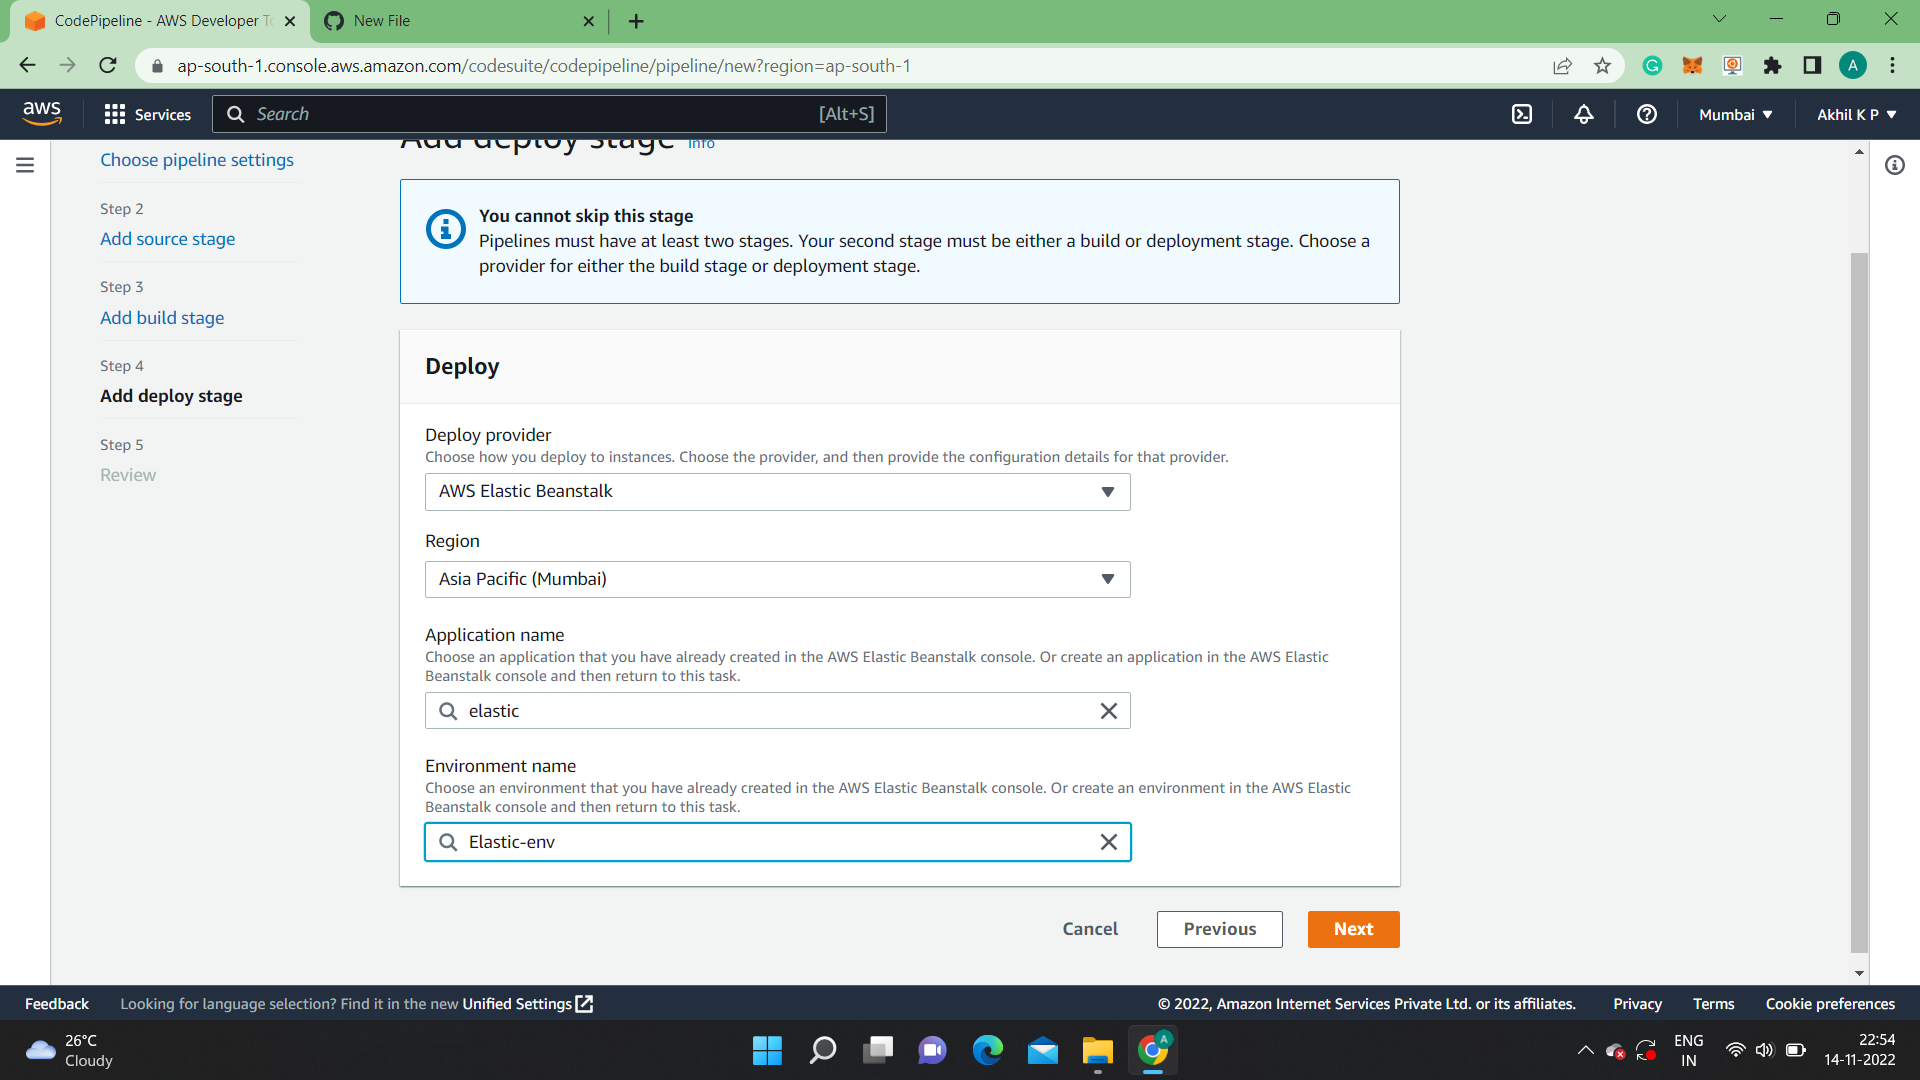 CodePipeline - AWS Developer To
New File
ap-south-1.console.aws.amazon.com/codesuite/codepipeline/pipeline/new?region=ap-south-1
A
aws
Services
Search
[Alt+S]
Mumbai
Akhil K P
Choose pipeline settings
Step 2
Add source stage
Step 3
Add build stage
Step 4
Add deploy stage
Step 5
Review
Add deploy stage Info
You cannot skip this stage
Pipelines must have at least two stages. Your second stage must be either a build or deployment stage. Choose a
provider for either the build stage or deployment stage.
Deploy
Deploy provider
Choose how you deploy to instances. Choose the provider, and then provide the configuration details for that provider.
AWS Elastic Beanstalk
Region
Asia Pacific (Mumbai)
Application name
Choose an application that you have already created in the AWS Elastic Beanstalk console. Or create an application in the AWS Elastic
Beanstalk console and then return to this task.
elastic
Environment name
Choose an environment that you have already created in the AWS Elastic Beanstalk console. Or create an environment in the AWS Elastic
Beanstalk console and then return to this task.
Elastic-env
Cancel
Previous
Next
Feedback
Looking for language selection? Find it in the new Unified Settings
© 2022, Amazon Internet Services Private Ltd. or its affiliates.
Privacy
Terms
Cookie preferences
26°C
Cloudy
A
ENG
IN
22:54
14-11-2022